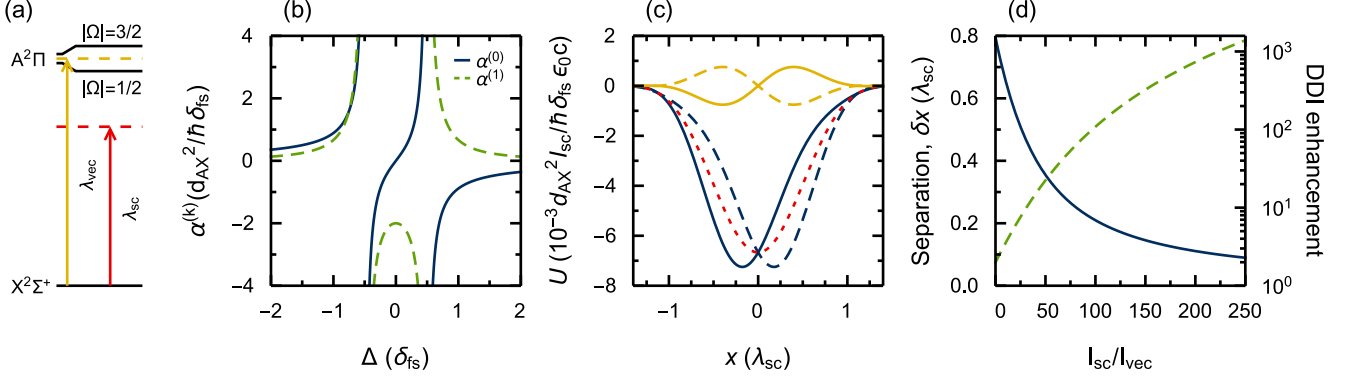 (a)
|Ω|=3/2
A²Π
|Ω|=1/2
λvec
λsc
X²Σ⁺
(b)
α⁽ᵏ⁾(dAX²/ħδfs)
4
2
0
−2
−4
α⁽⁰⁾
α⁽¹⁾
−2 −1 0 1 2
Δ (δfs)
(c)
U (10⁻³dAX² Isc/ħδfs ϵ0c)
2
0
−2
−4
−6
−8
−1 0 1
x (λsc)
(d)
Separation, δx (λsc)
0.8
0.6
0.4
0.2
0.0
0 50 100 150 200 250
Isc/Ivec
10³
10²
10¹
10⁰
DDI enhancement